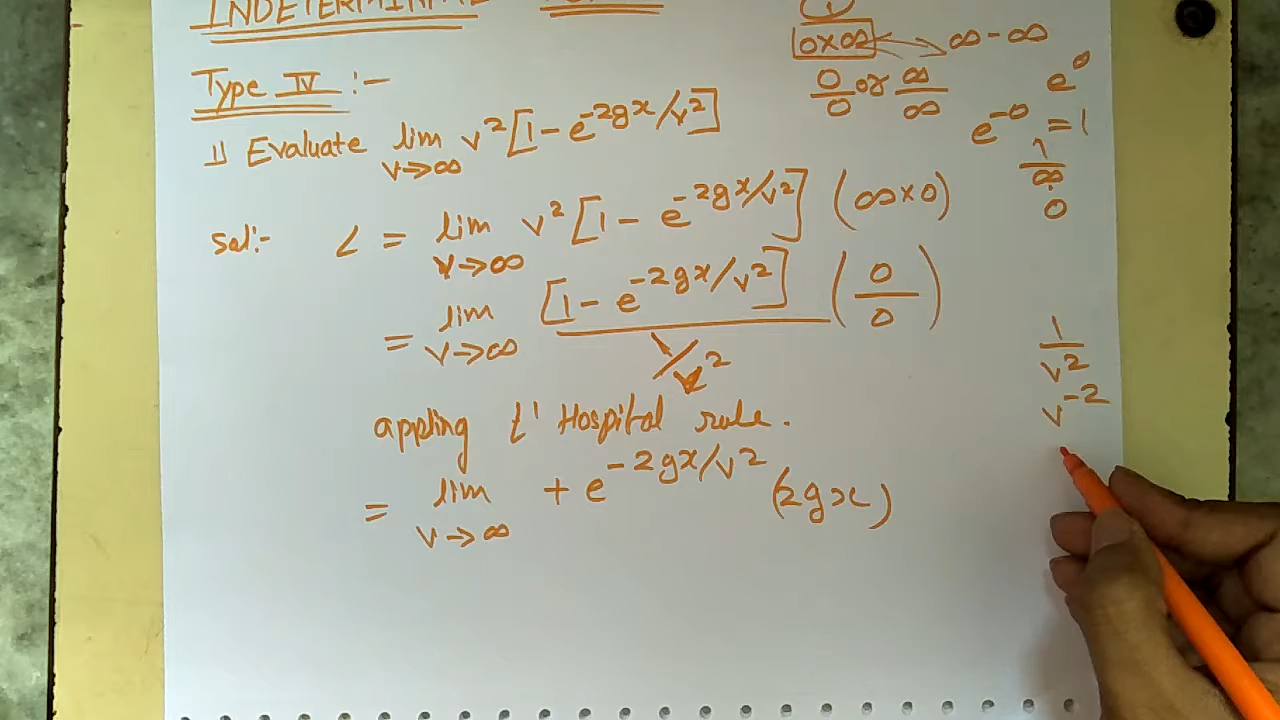 Type IV :-
1) Evaluate lim v→∞ v²[1 - e^{-2gx/v²}]
Sol:- L = lim v→∞ v²[1 - e^{-2gx/v²}] (∞×0)
= lim v→∞ [1 - e^{-2gx/v²}] / 1/v² (0/0)
appling L' Hospital rule.
= lim v→∞ + e^{-2gx/v²} (2gx)
0×∞
∞-∞
0/0 or ∞/∞
e^0
e^{-0} = 1
1/∞
0
1/v²
v^{-2}